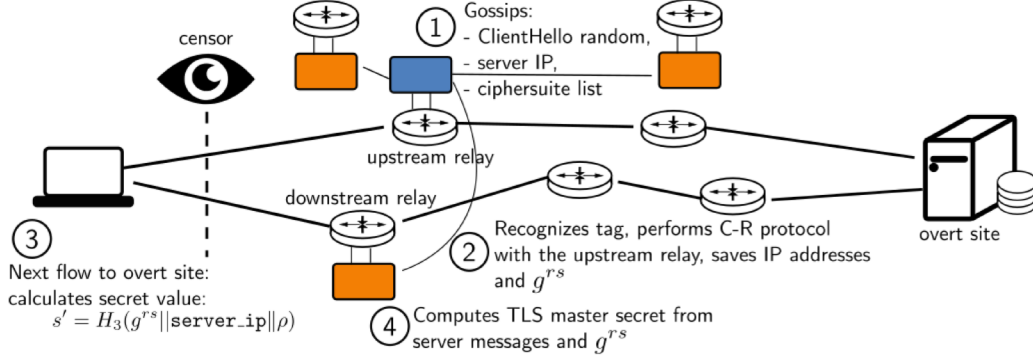 censor
1
Gossips:
- ClientHello random,
- server IP,
- ciphersuite list
upstream relay
downstream relay
overt site
2
Recognizes tag, performs C-R protocol
with the upstream relay, saves IP addresses
and g^{rs}
3
Next flow to overt site:
calculates secret value:
s' = H_3(g^{rs}||server_ip||ρ)
4
Computes TLS master secret from
server messages and g^{rs}